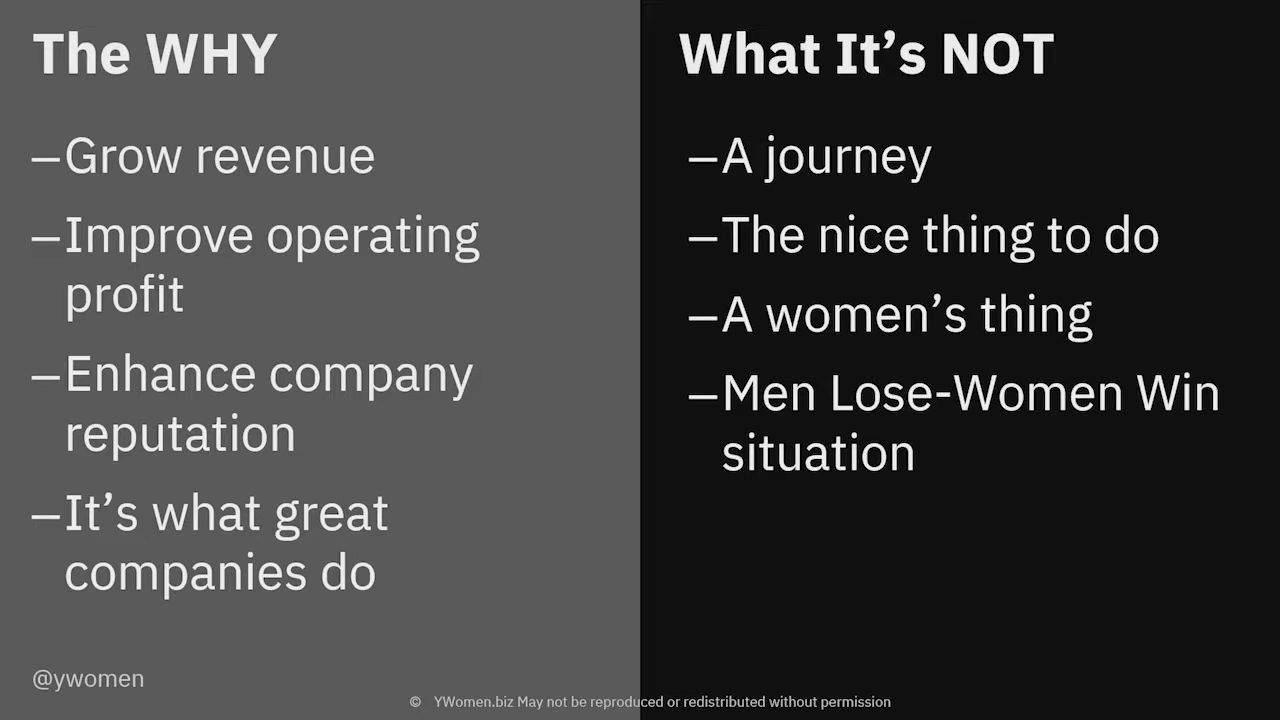 The WHY
–Grow revenue
–Improve operating
profit
–Enhance company
reputation
–It’s what great
companies do
@ywomen
What It’s NOT
–A journey
–The nice thing to do
–A women’s thing
–Men Lose-Women Win
situation
© YWomen.biz May not be reproduced or redistributed without permission